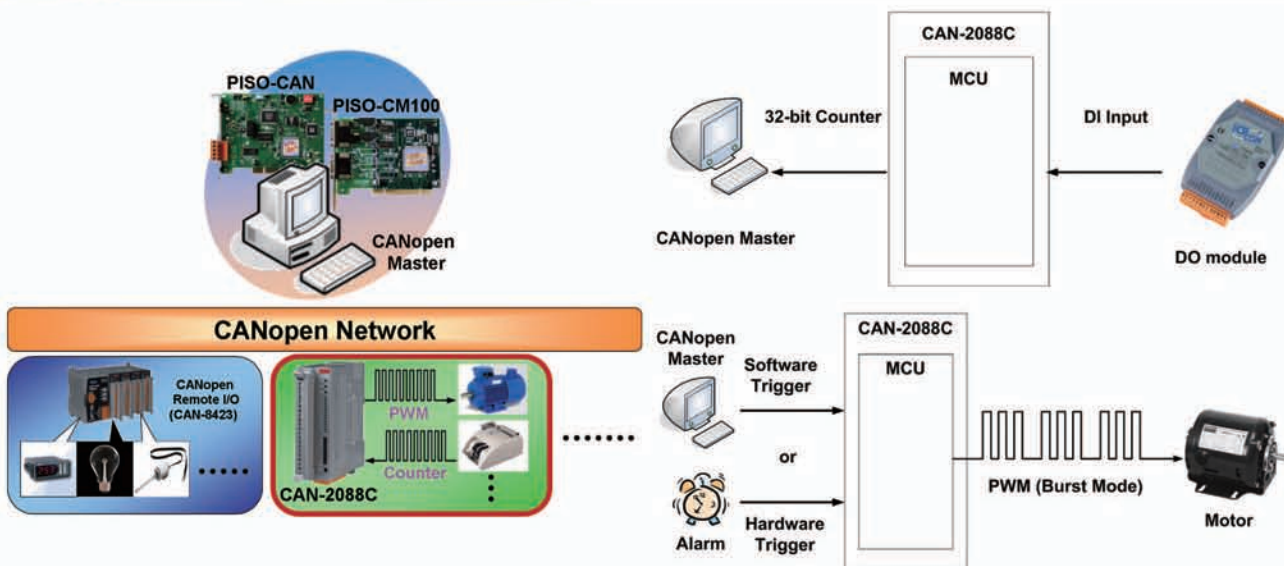 PISO-CAN
PISO-CM100
CANopen
Master
CANopen Network
CANopen
Remote I/O
(CAN-8423)
PWM
Counter
CAN-2088C
CAN-2088C
MCU
32-bit Counter
DI Input
CANopen Master
DO module
CAN-2088C
MCU
CANopen
Master
Software
Trigger
or
Alarm
Hardware
Trigger
PWM (Burst Mode)
Motor